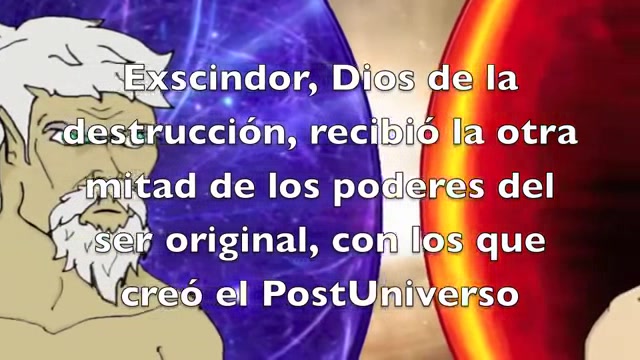 Exscindor, Dios de la
destrucción, recibió la otra
mitad de los poderes del
ser original, con los que
creó el PostUniverso